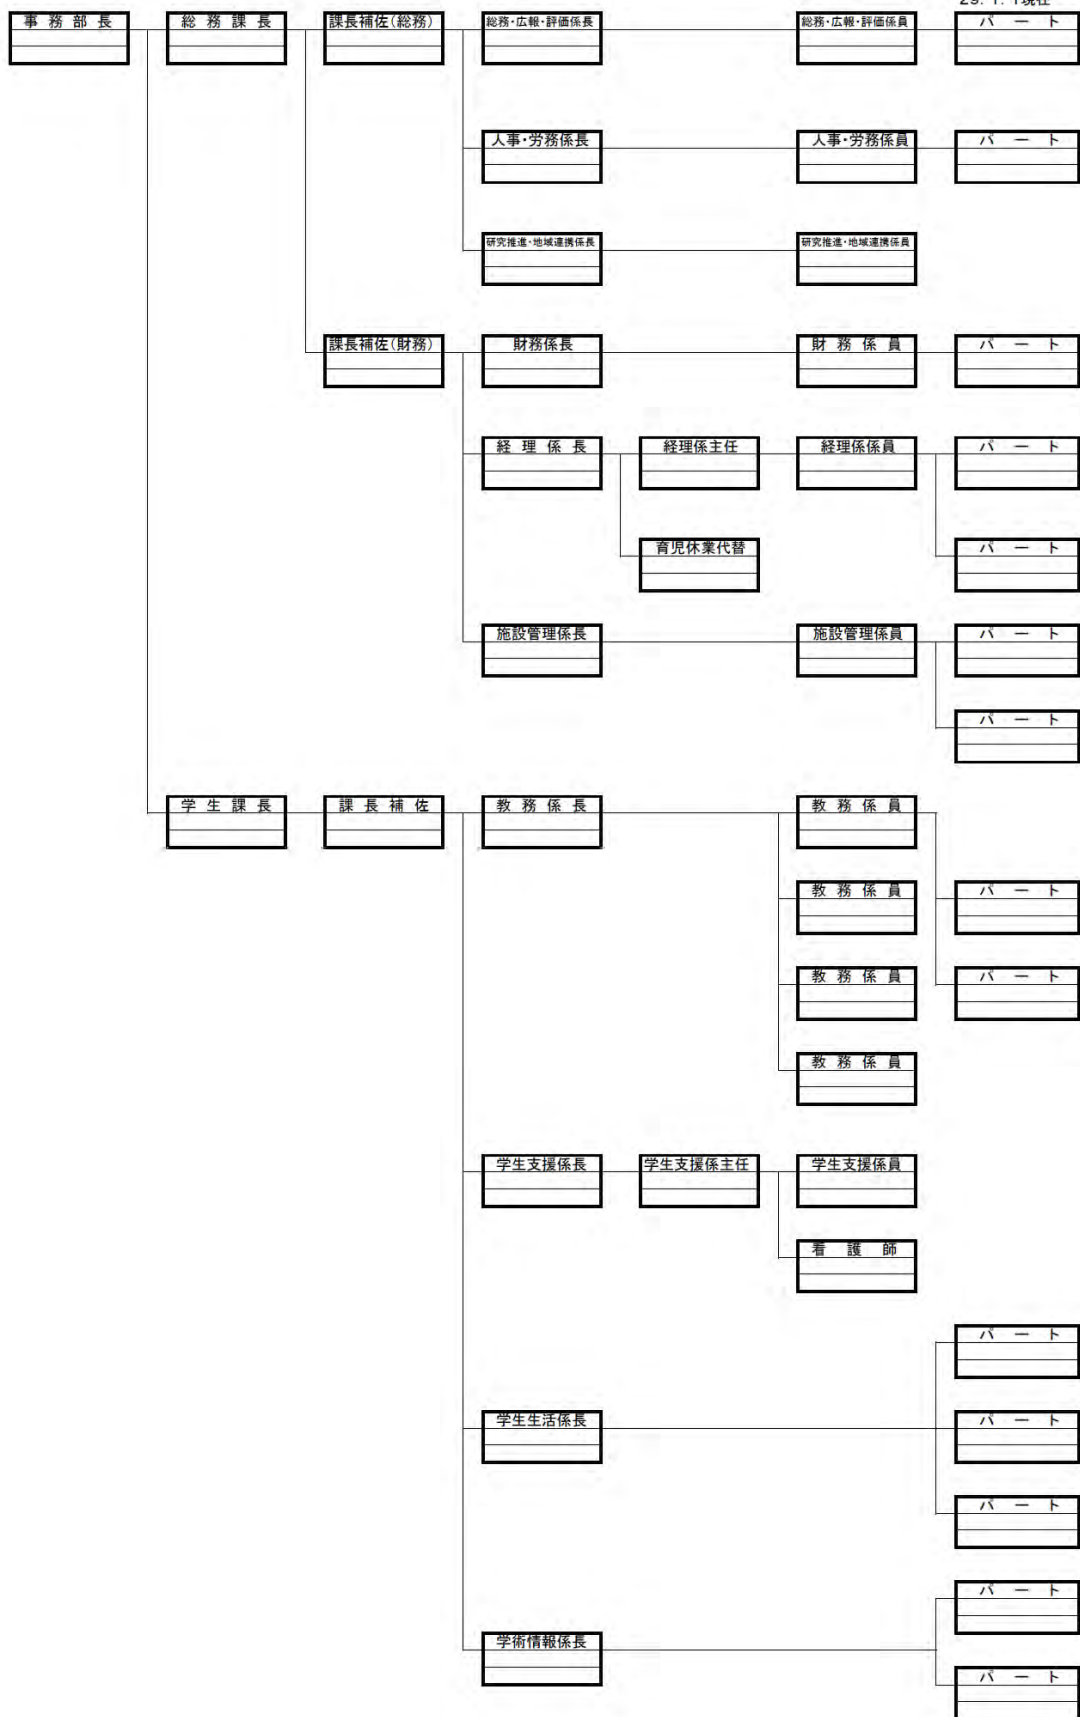 29. 1. 1現在
事務部長
総務課長
課長補佐(総務)
総務・広報・評価係長
総務・広報・評価係員
パート
人事・労務係長
人事・労務係員
パート
研究推進・地域連携係長
研究推進・地域連携係員
課長補佐(財務)
財務係長
財務係員
パート
経理係長
経理係主任
経理係係員
パート
育児休業代替
パート
施設管理係長
施設管理係員
パート
パート
学生課長
課長補佐
教務係長
教務係員
教務係員
パート
教務係員
パート
教務係員
学生支援係長
学生支援係主任
学生支援係員
看護師
パート
学生生活係長
パート
パート
パート
学術情報係長
パート